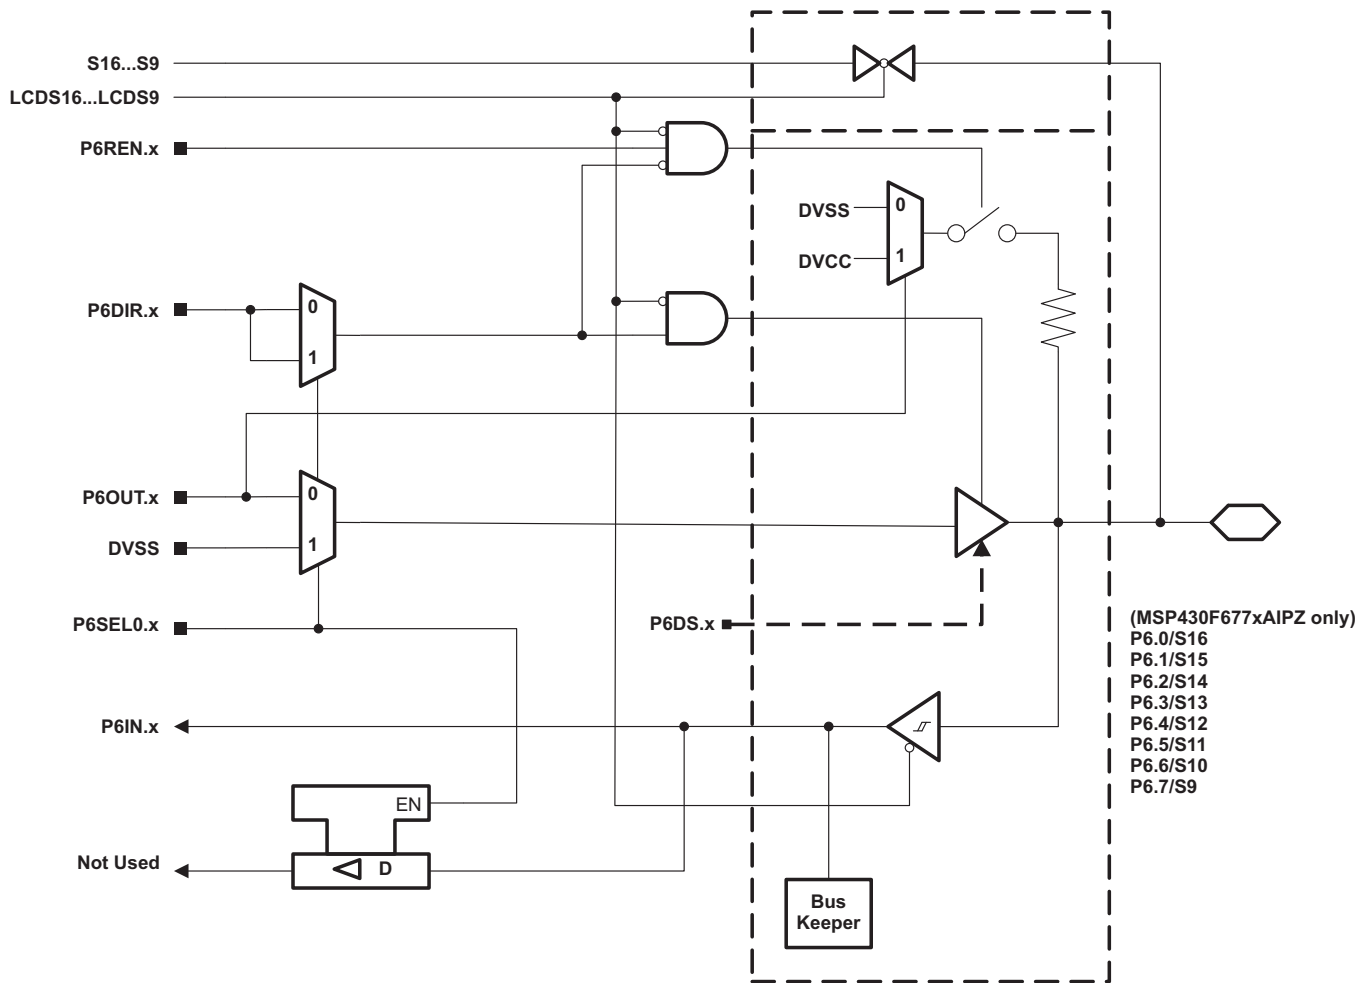 S16...S9
LCDS16...LCDS9
P6REN.x
DVSS
0
DVCC
1
P6DIR.x
0
1
P6OUT.x
0
DVSS
1
P6SEL0.x
P6DS.x
(MSP430F677xAIPZ only)
P6.0/S16
P6.1/S15
P6.2/S14
P6.3/S13
P6.4/S12
P6.5/S11
P6.6/S10
P6.7/S9
P6IN.x
EN
Not Used
D
Bus
Keeper